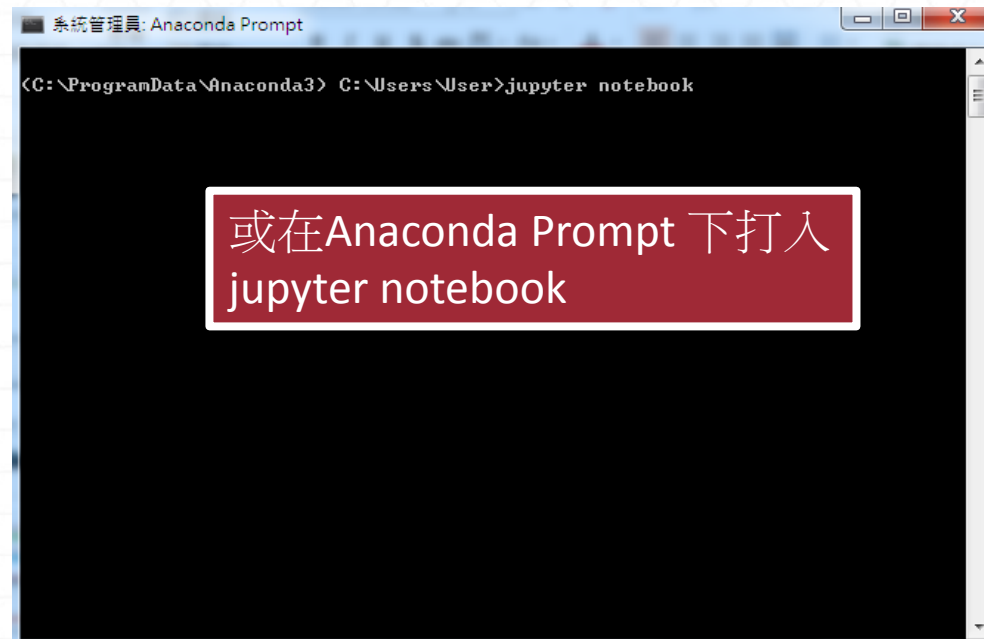 系統管理員: Anaconda Prompt
(C:\ProgramData\Anaconda3) C:\Users\User>jupyter notebook
或在Anaconda Prompt 下打入
jupyter notebook